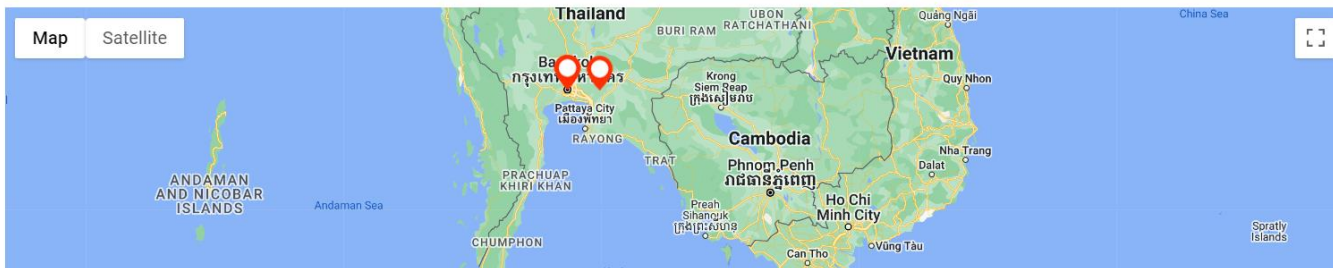 Map
Satellite
Thailand
UBON
RATCHATHANI
BURI RAM
Quảng Ngãi
China Sea
Vietnam
Quy Nhon
Krong
Siem Reap
ក្រុងសៀមរាប
Pattaya City
เมืองพัทยา
RAYONG
TRAT
Cambodia
Phnom Penh
រាជធានីភ្នំពេញ
Nha Trang
Dalat
ANDAMAN
AND NICOBAR
ISLANDS
Andaman Sea
PRACHUAP
KHIRI KHAN
Preah
Sihanouk
ក្រុងព្រះសីហនុ
Ho Chi
Minh City
Spratly
Islands
CHUMPHON
Can Tho
Vũng Tàu